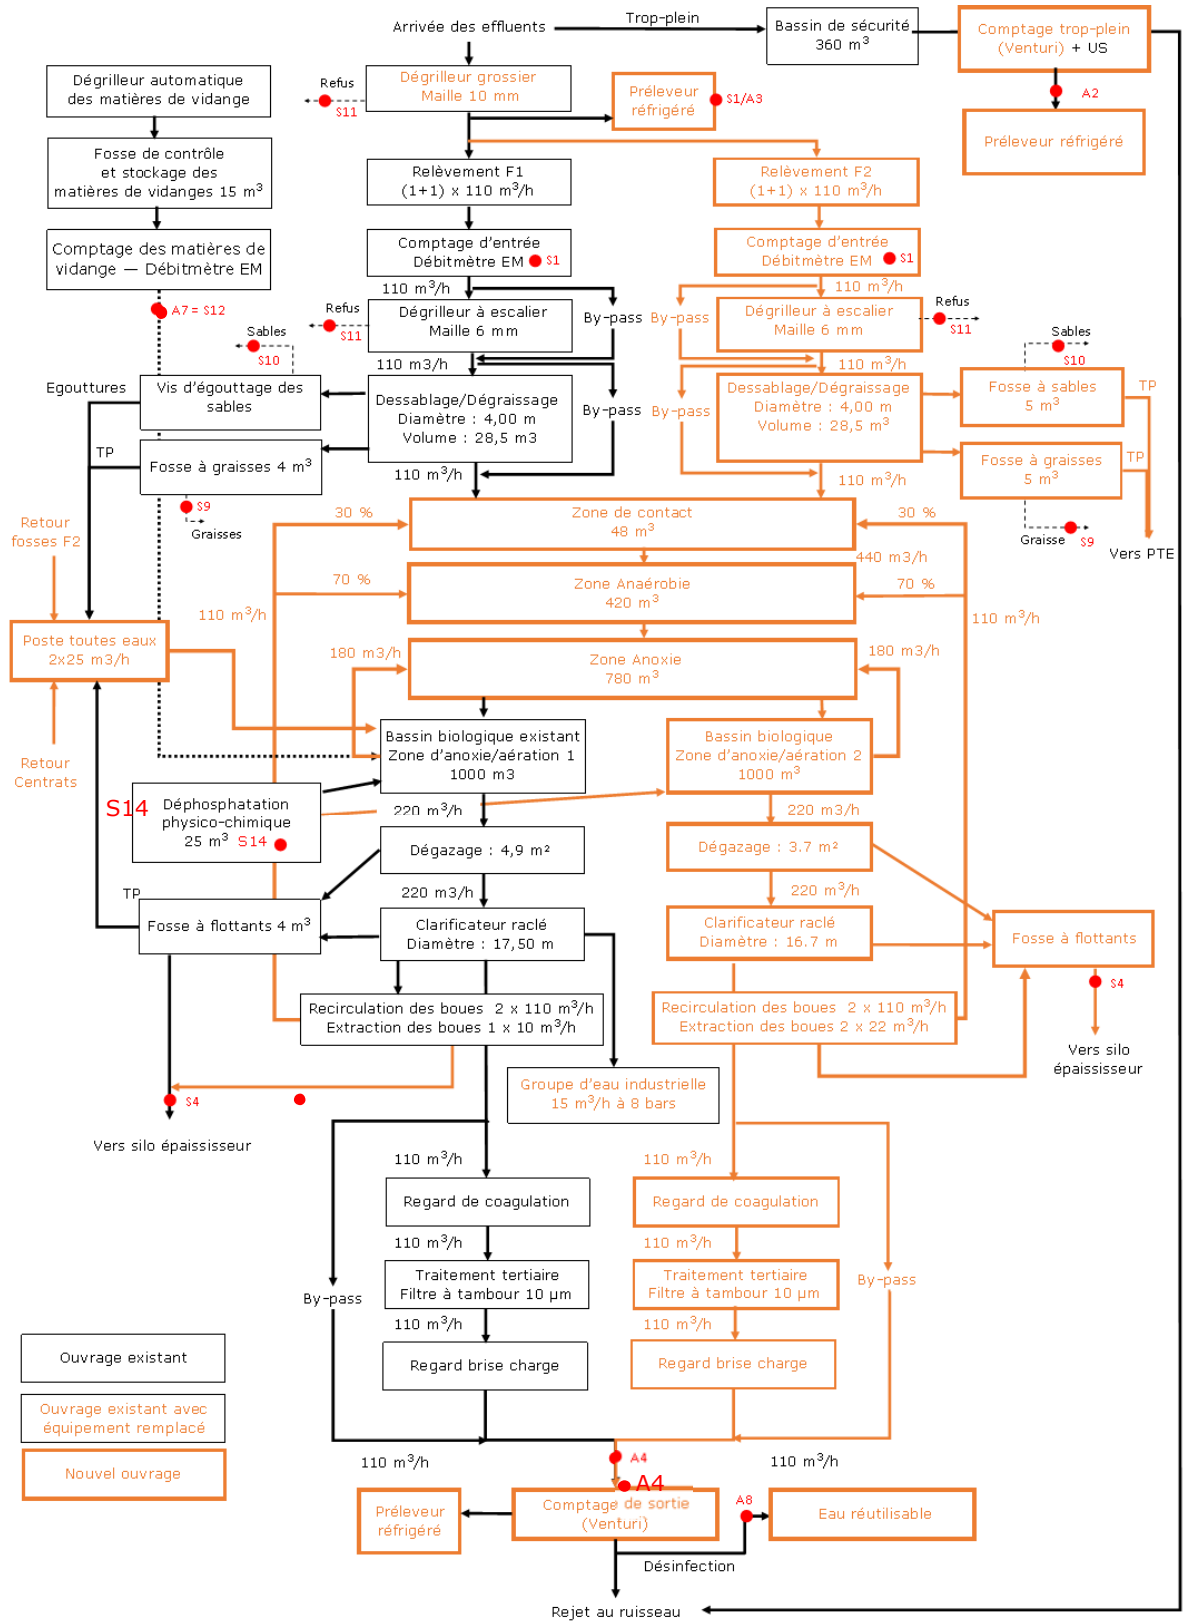 Arrivée des effluents
Trop-plein
Bassin de sécurité
360 m³
Comptage trop-plein
(Venturi) + US
A2
Préleveur réfrigéré
Dégrilleur automatique
des matières de vidange
Refus
S11
Dégrilleur grossier
Maille 10 mm
Préleveur
réfrigéré
S1/A3
Fosse de contrôle
et stockage des
matières de vidanges 15 m³
Relèvement F1
(1+1) x 110 m³/h
Relèvement F2
(1+1) x 110 m³/h
Comptage des matières de
vidange — Débitmètre EM
Comptage d'entrée
Débitmètre EM
S1
Comptage d'entrée
Débitmètre EM
S1
110 m³/h
110 m³/h
A7 = S12
Refus
S11
Dégrilleur à escalier
Maille 6 mm
By-pass
By-pass
Dégrilleur à escalier
Maille 6 mm
Refus
S11
Sables
S10
110 m3/h
110 m³/h
Sables
S10
Egouttures
Vis d'égouttage des
sables
Dessablage/Dégraissage
Diamètre : 4,00 m
Volume : 28,5 m3
By-pass
By-pass
Dessablage/Dégraissage
Diamètre : 4,00 m
Volume : 28,5 m³
Fosse à sables
5 m³
TP
TP
Fosse à graisses 4 m³
Fosse à graisses
5 m³
TP
110 m³/h
110 m³/h
S9
Graisses
Graisse
S9
Vers PTE
Retour
fosses F2
30 %
Zone de contact
48 m³
30 %
440 m3/h
70 %
Zone Anaérobie
420 m³
70 %
110 m³/h
110 m³/h
Poste toutes eaux
2x25 m3/h
180 m3/h
Zone Anoxie
780 m³
180 m3/h
Retour
Centrats
Bassin biologique existant
Zone d'anoxie/aération 1
1000 m3
Bassin biologique
Zone d'anoxie/aération 2
1000 m³
S14
Déphosphatation
physico-chimique
25 m³ S14
220 m³/h
220 m3/h
Dégazage : 4,9 m²
Dégazage : 3.7 m²
TP
220 m3/h
220 m³/h
Fosse à flottants 4 m³
Clarificateur raclé
Diamètre : 17,50 m
Clarificateur raclé
Diamètre : 16.7 m
Fosse à flottants
S4
Recirculation des boues 2 x 110 m³/h
Extraction des boues 1 x 10 m³/h
Recirculation des boues 2 x 110 m³/h
Extraction des boues 2 x 22 m³/h
Vers silo
épaississeur
Groupe d'eau industrielle
15 m³/h à 8 bars
S4
Vers silo épaississeur
110 m³/h
110 m³/h
Regard de coagulation
Regard de coagulation
110 m³/h
110 m³/h
By-pass
Traitement tertiaire
Filtre à tambour 10 µm
Traitement tertiaire
Filtre à tambour 10 µm
By-pass
110 m³/h
110 m³/h
Regard brise charge
Regard brise charge
Ouvrage existant
Ouvrage existant avec
équipement remplacé
Nouvel ouvrage
110 m³/h
A4
110 m³/h
A4
Préleveur
réfrigéré
Comptage de sortie
(Venturi)
A8
Eau réutilisable
Désinfection
Rejet au ruisseau